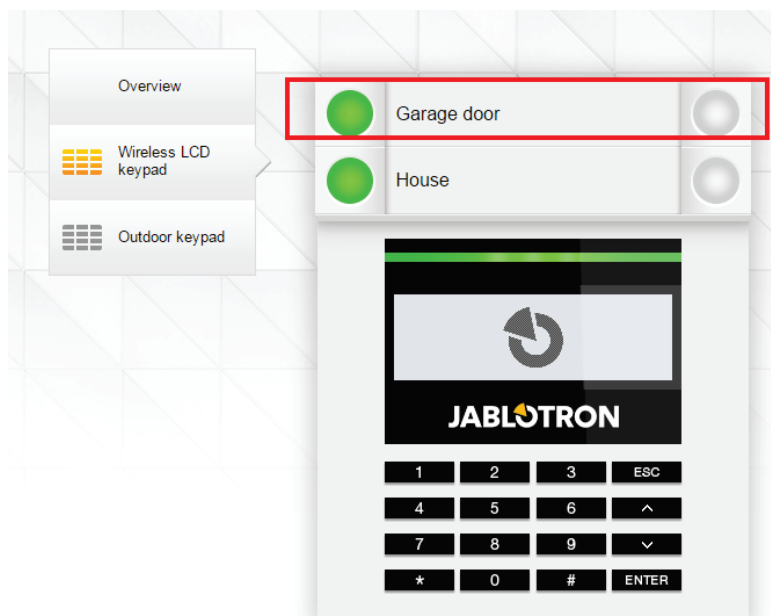 Overview
Wireless LCD
keypad
Outdoor keypad
Garage door
House
JABLOTRON
1 2 3 ESC
4 5 6
7 8 9
* 0 # ENTER